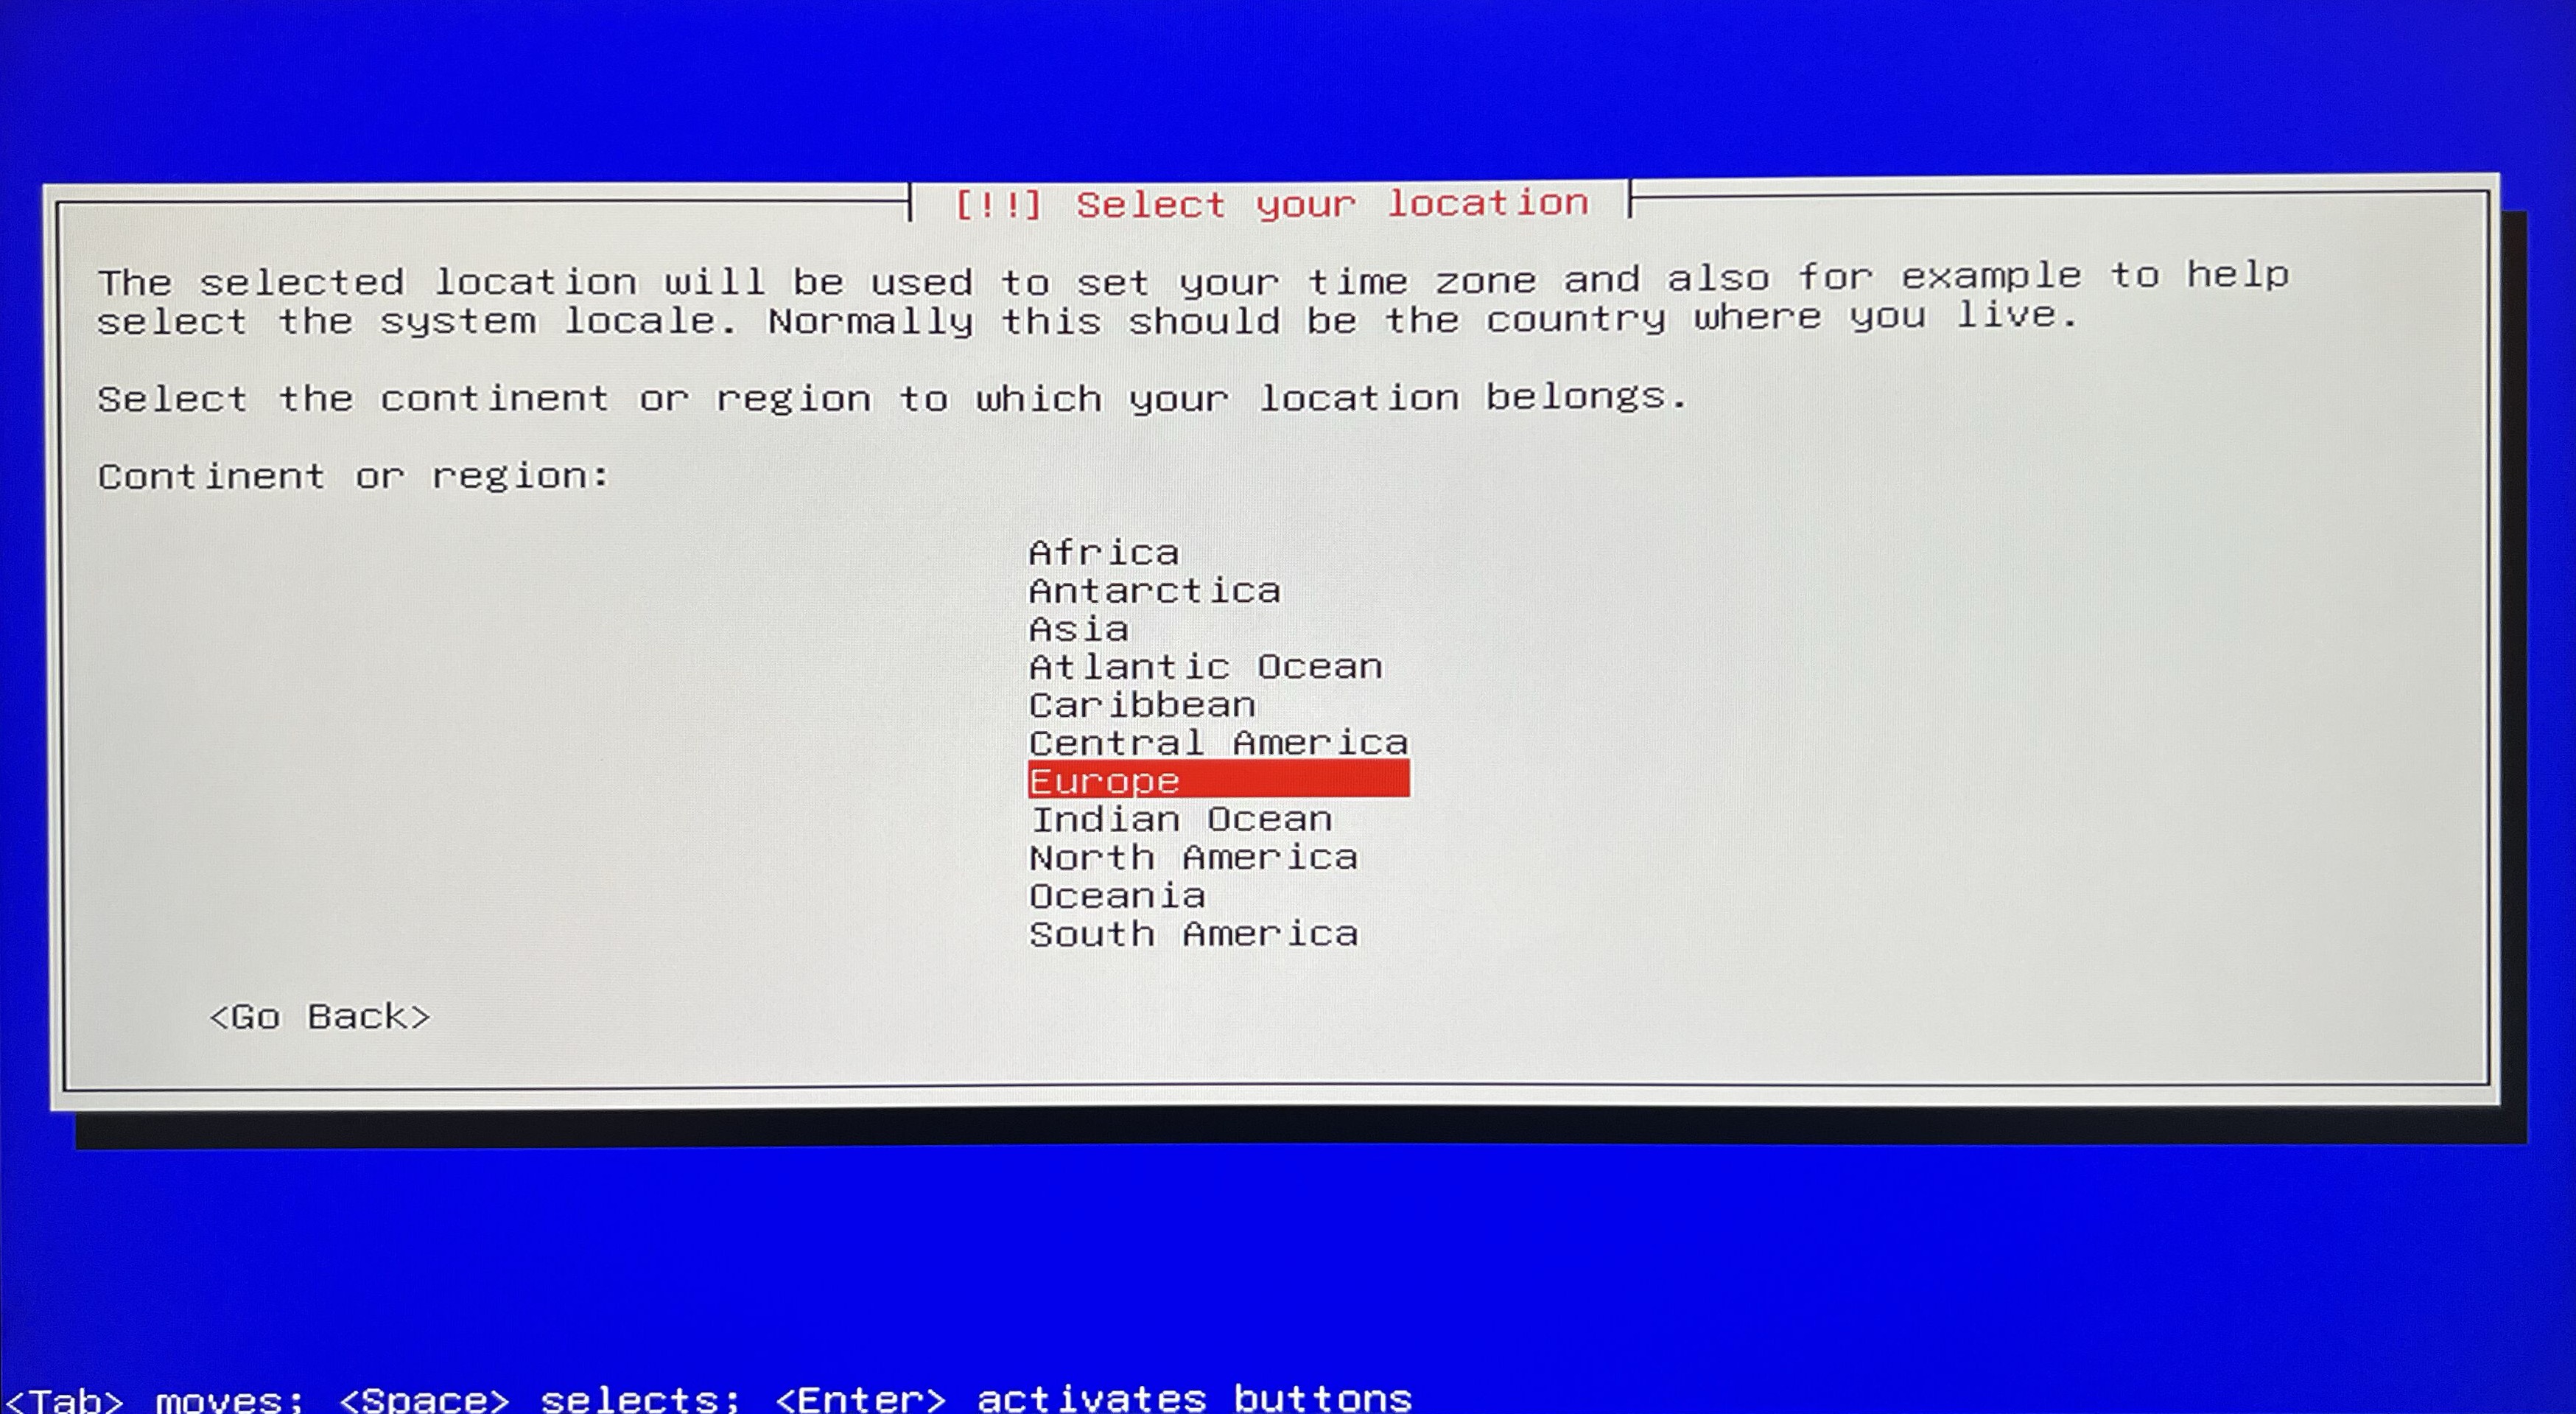 [!!] Select your location
The selected location will be used to set your time zone and also for example to help
select the system locale. Normally this should be the country where you live.
Select the continent or region to which your location belongs.
Continent or region:
Africa
Antarctica
Asia
Atlantic Ocean
Caribbean
Central America
Europe
Indian Ocean
North America
Oceania
South America
<Go Back>
<Tab> moves; <Space> selects; <Enter> activates buttons